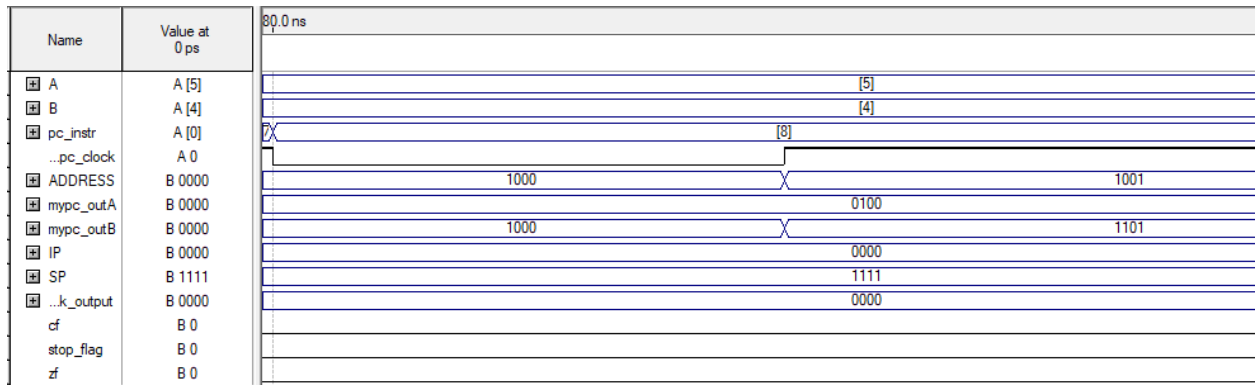 Name Value at 0 ps 80.0 ns
A A [5] [5]
B A [4] [4]
pc_instr A [0] [8]
...pc_clock A 0
ADDRESS B 0000 1000 1001
mypc_outA B 0000 0100
mypc_outB B 0000 1000 1101
IP B 0000 0000
SP B 1111 1111
...k_output B 0000 0000
cf B 0
stop_flag B 0
zf B 0